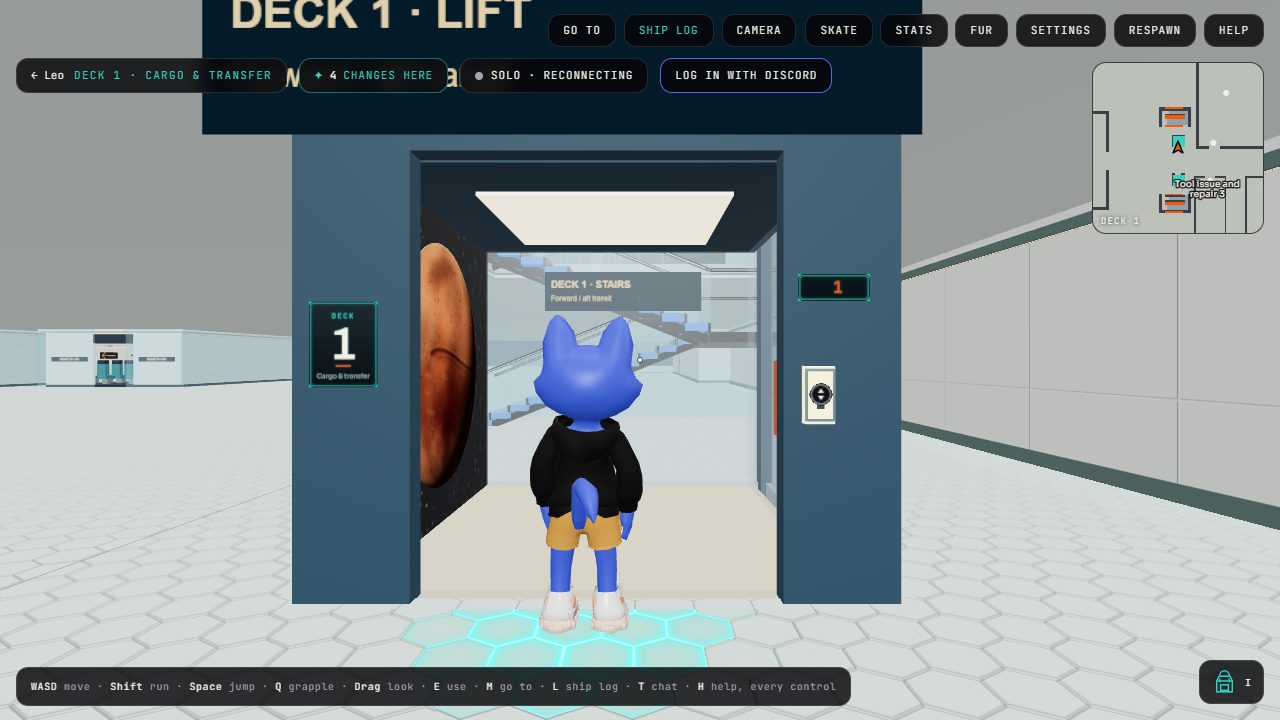 DECK 1 · LIFT
GO TO
SHIP LOG
CAMERA
SKATE
STATS
FUR
SETTINGS
RESPAWN
HELP
← Leo DECK 1 · CARGO & TRANSFER
✦ 4 CHANGES HERE
SOLO · RECONNECTING
LOG IN WITH DISCORD
Tool issue and
repair 3
DECK 1
DECK 1 · STAIRS
Forward / aft transit
1
DECK
1
Cargo & transfer
WASD move · Shift run · Space jump · Q grapple · Drag look · E use · M go to · L ship log · T chat · H help, every control
I